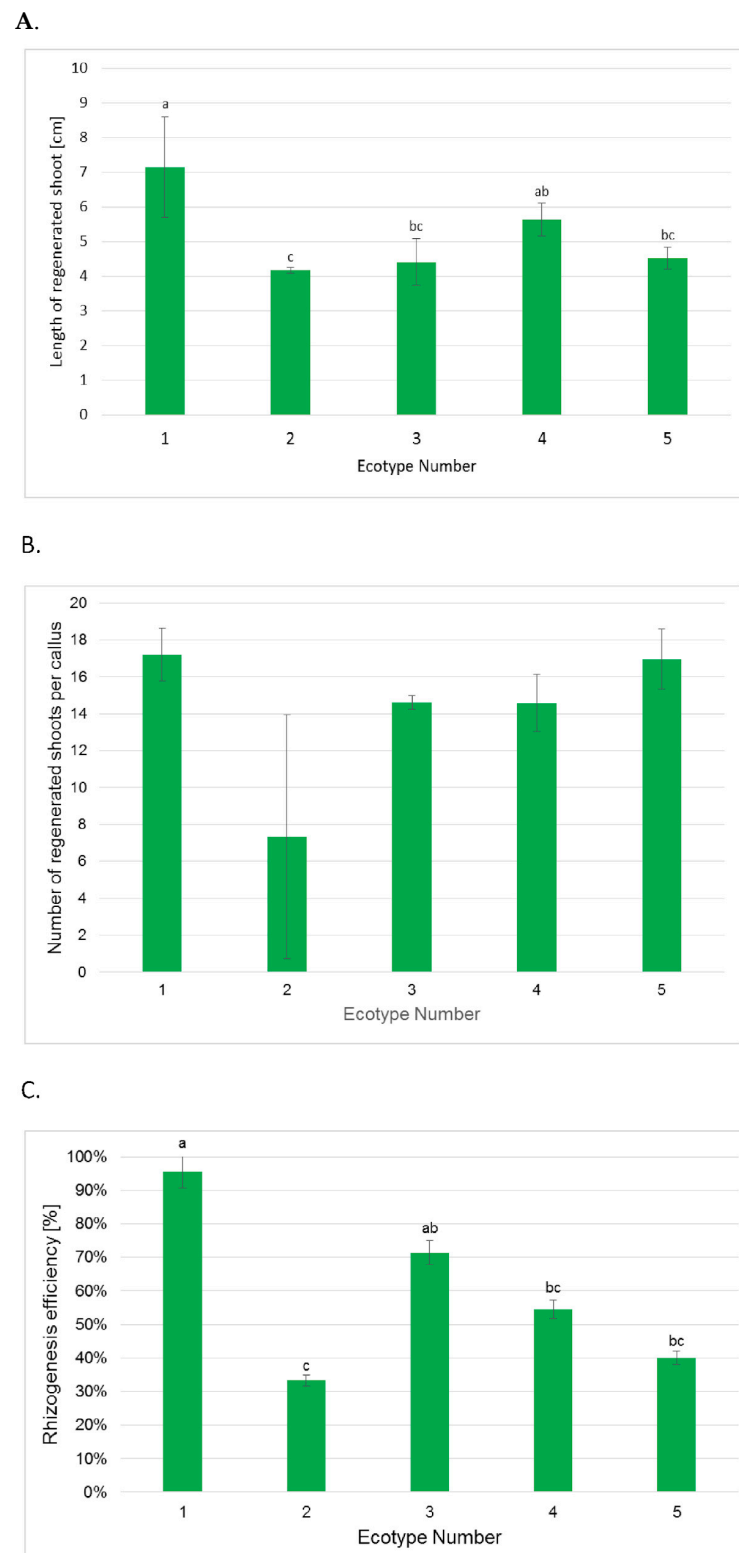 A.
10
9
8
7
6
5
4
3
2
1
0
Length of regenerated shoot [cm]
a
c
bc
ab
bc
1 2 3 4 5
Ecotype Number
B.
20
18
16
14
12
10
8
6
4
2
0
Number of regenerated shoots per callus
1 2 3 4 5
Ecotype Number
C.
100%
90%
80%
70%
60%
50%
40%
30%
20%
10%
0%
Rhizogenesis efficiency [%]
a
c
ab
bc
bc
1 2 3 4 5
Ecotype Number